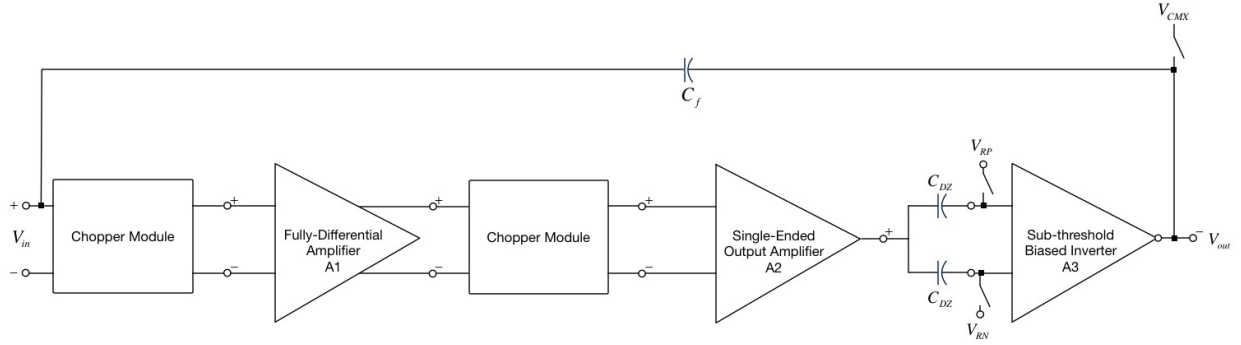 V_CMX
C_f
V_RP
C_DZ
+
+
+
+
Chopper Module
Fully-Differential
Amplifier
A1
Chopper Module
Single-Ended
Output Amplifier
A2
+
Sub-threshold
Biased Inverter
A3
V_in
− V_out
−
−
−
−
C_DZ
V_RN